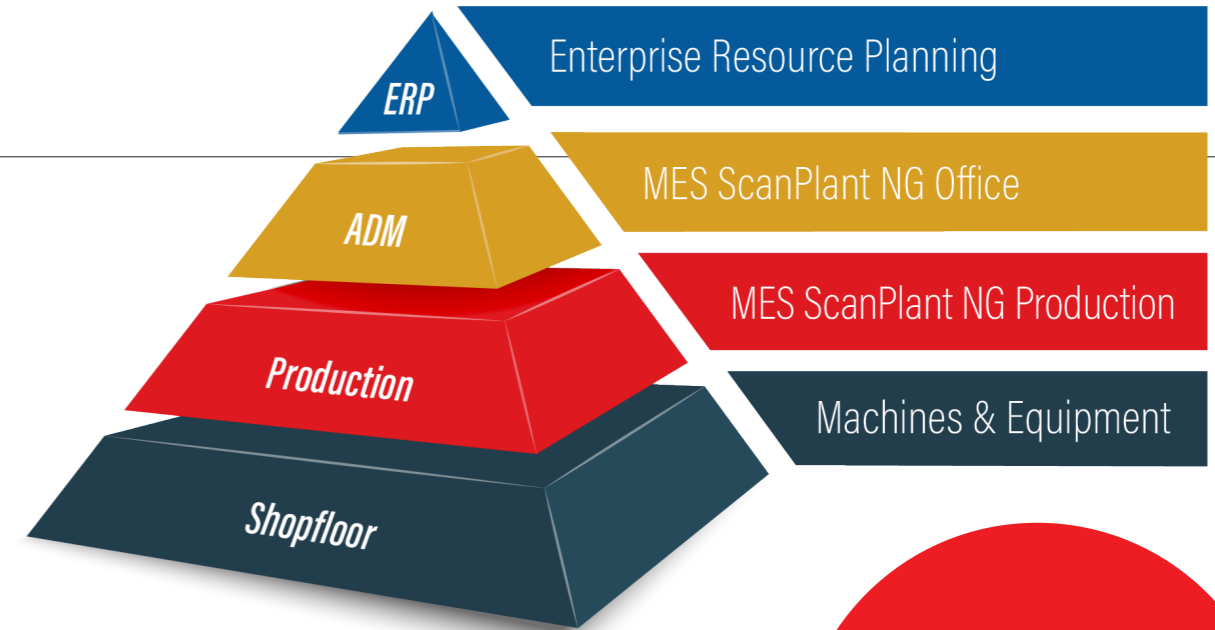 ERP
Enterprise Resource Planning
ADM
MES ScanPlant NG Office
Production
MES ScanPlant NG Production
Shopfloor
Machines & Equipment